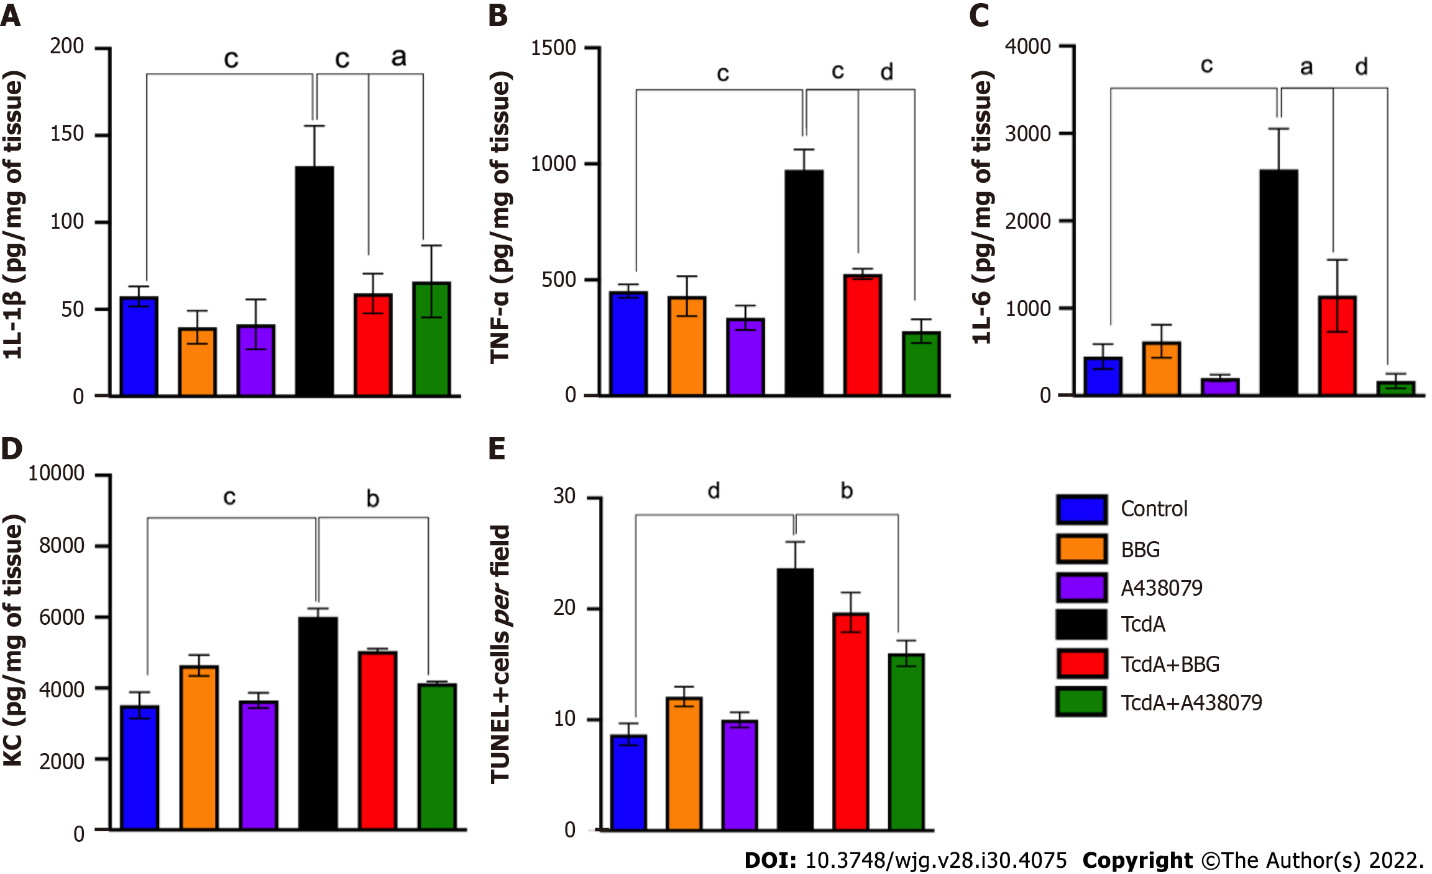 A
1L-1β (pg/mg of tissue)
200
150
100
50
0
c
c
a
B
TNF-α (pg/mg of tissue)
1500
1000
500
0
c
c
d
C
1L-6 (pg/mg of tissue)
4000
3000
2000
1000
0
c
a
d
D
KC (pg/mg of tissue)
10000
8000
6000
4000
2000
0
c
b
E
TUNEL+cells per field
30
20
10
0
d
b
Control
BBG
A438079
TcdA
TcdA+BBG
TcdA+A438079
DOI: 10.3748/wjg.v28.i30.4075 Copyright ©The Author(s) 2022.